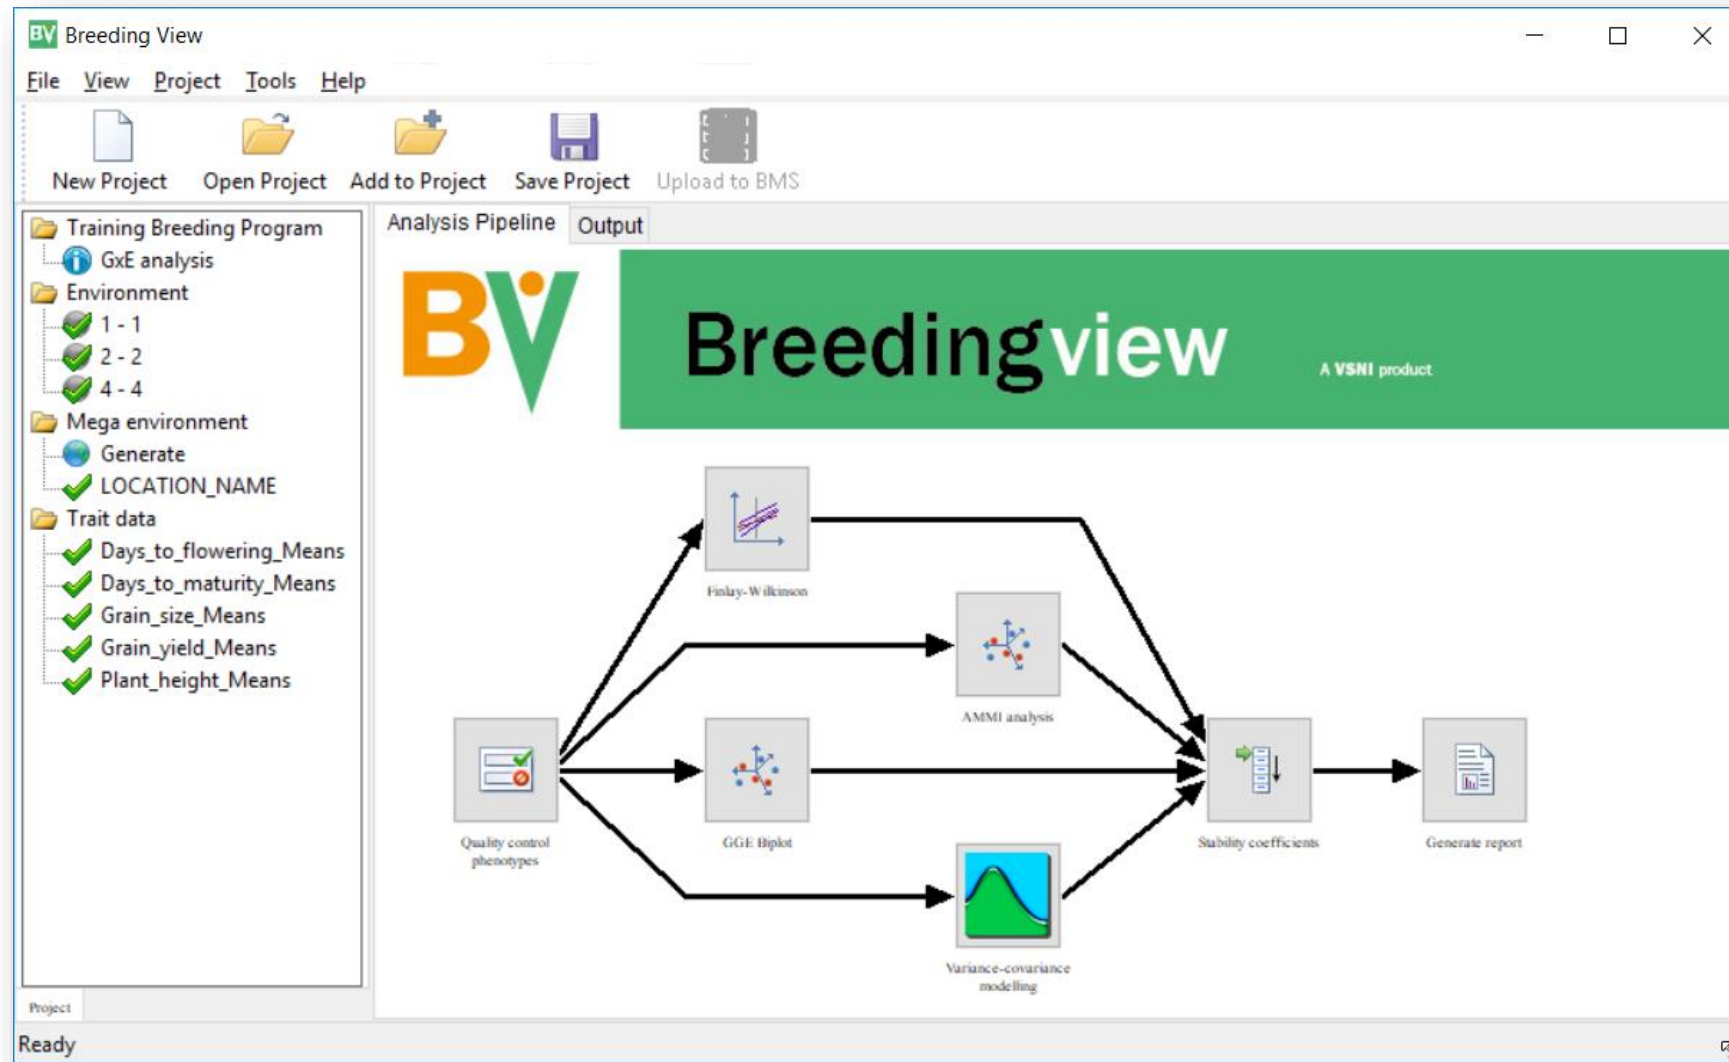 BV Breeding View
File View Project Tools Help
New Project Open Project Add to Project Save Project Upload to BMS
Training Breeding Program
GxE analysis
Environment
1 - 1
2 - 2
4 - 4
Mega environment
Generate
LOCATION_NAME
Trait data
Days_to_flowering_Means
Days_to_maturity_Means
Grain_size_Means
Grain_yield_Means
Plant_height_Means
Project
Analysis Pipeline Output
BV Breedingview A VSNI product
Finlay-Wilkinson
AMMI analysis
Quality control
phenotypes
GGE Biplot
Stability coefficients
Generate report
Variance-covariance
modelling
Ready